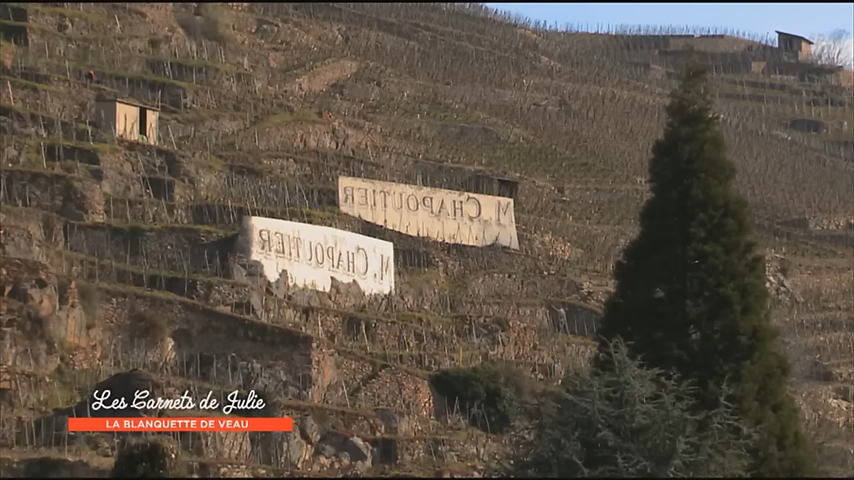 M. CHAPOUTIER
M. CHAPOUTIER
Les Carnets de Julie
LA BLANQUETTE DE VEAU